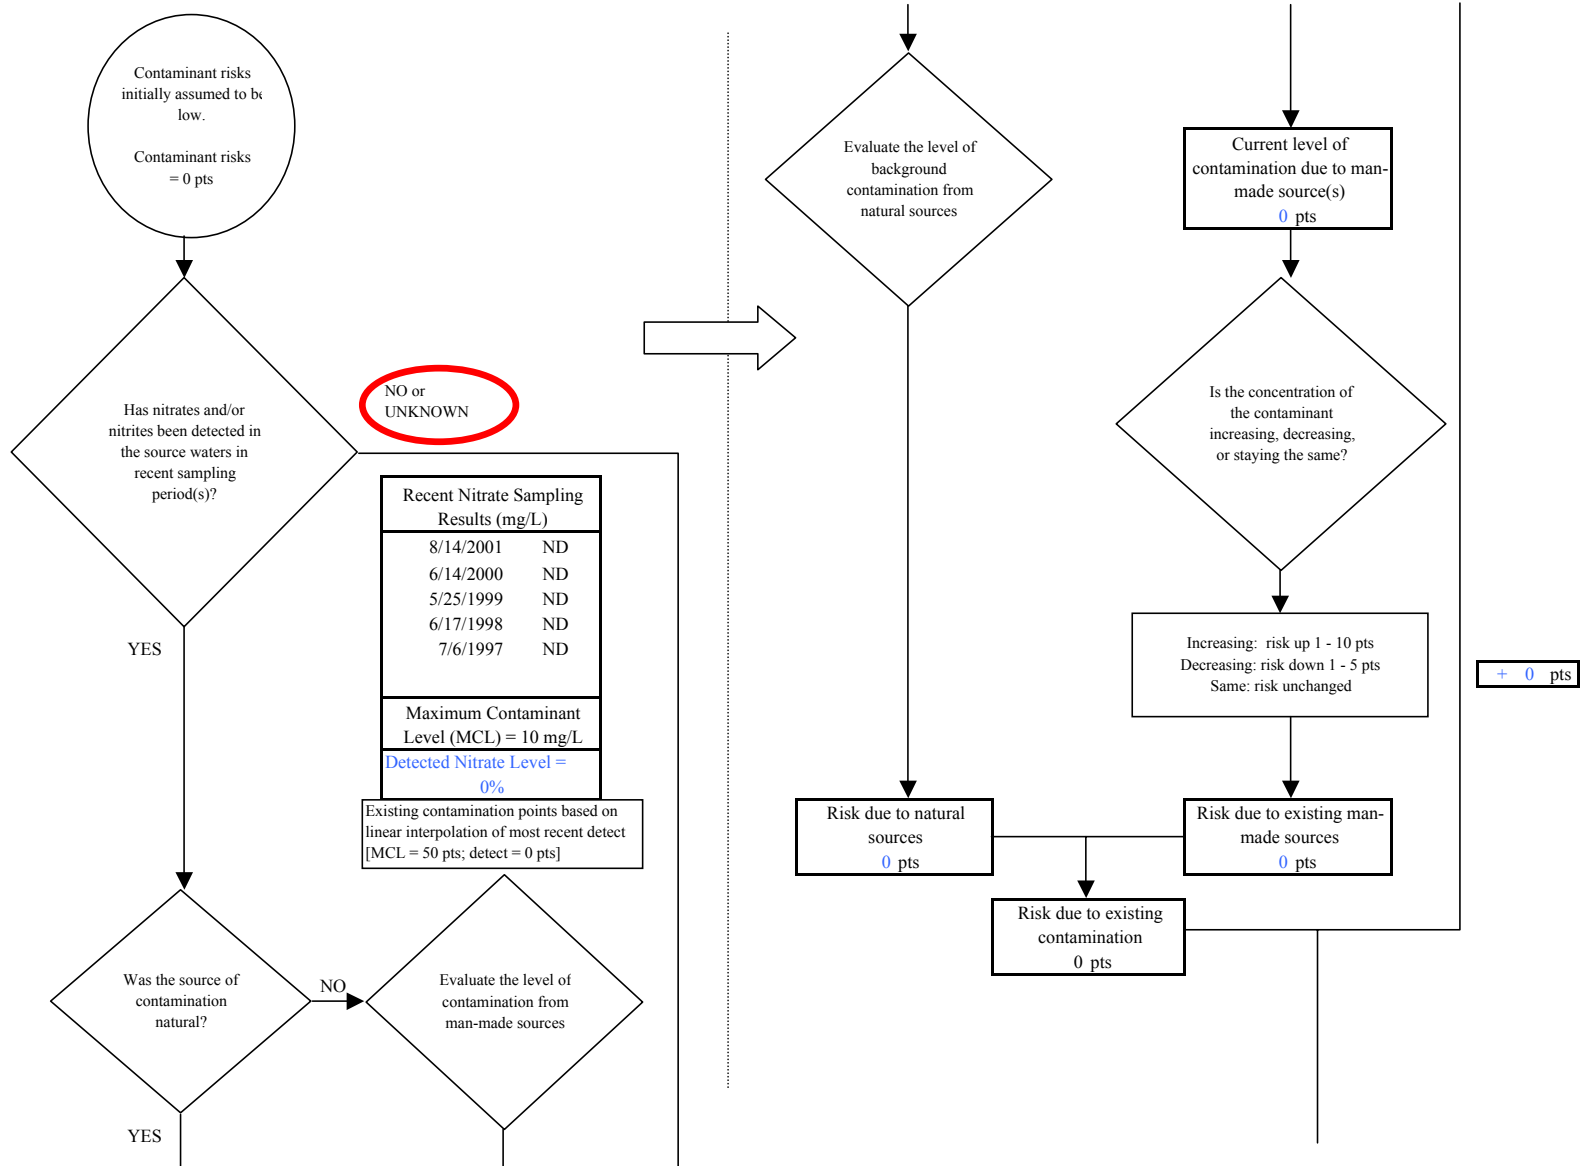 Contaminant risks
initially assumed to be
low.
Contaminant risks
= 0 pts
Has nitrates and/or
nitrites been detected in
the source waters in
recent sampling
period(s)?
NO or
UNKNOWN
YES
Recent Nitrate Sampling
Results (mg/L)
8/14/2001 ND
6/14/2000 ND
5/25/1999 ND
6/17/1998 ND
7/6/1997 ND
Maximum Contaminant
Level (MCL) = 10 mg/L
Detected Nitrate Level =
0%
Existing contamination points based on
linear interpolation of most recent detect
[MCL = 50 pts; detect = 0 pts]
Was the source of
contamination
natural?
NO
Evaluate the level of
contamination from
man-made sources
YES
Evaluate the level of
background
contamination from
natural sources
Current level of
contamination due to man-
made source(s)
0 pts
Is the concentration of
the contaminant
increasing, decreasing,
or staying the same?
Increasing: risk up 1 - 10 pts
Decreasing: risk down 1 - 5 pts
Same: risk unchanged
+ 0 pts
Risk due to natural
sources
0 pts
Risk due to existing man-
made sources
0 pts
Risk due to existing
contamination
0 pts